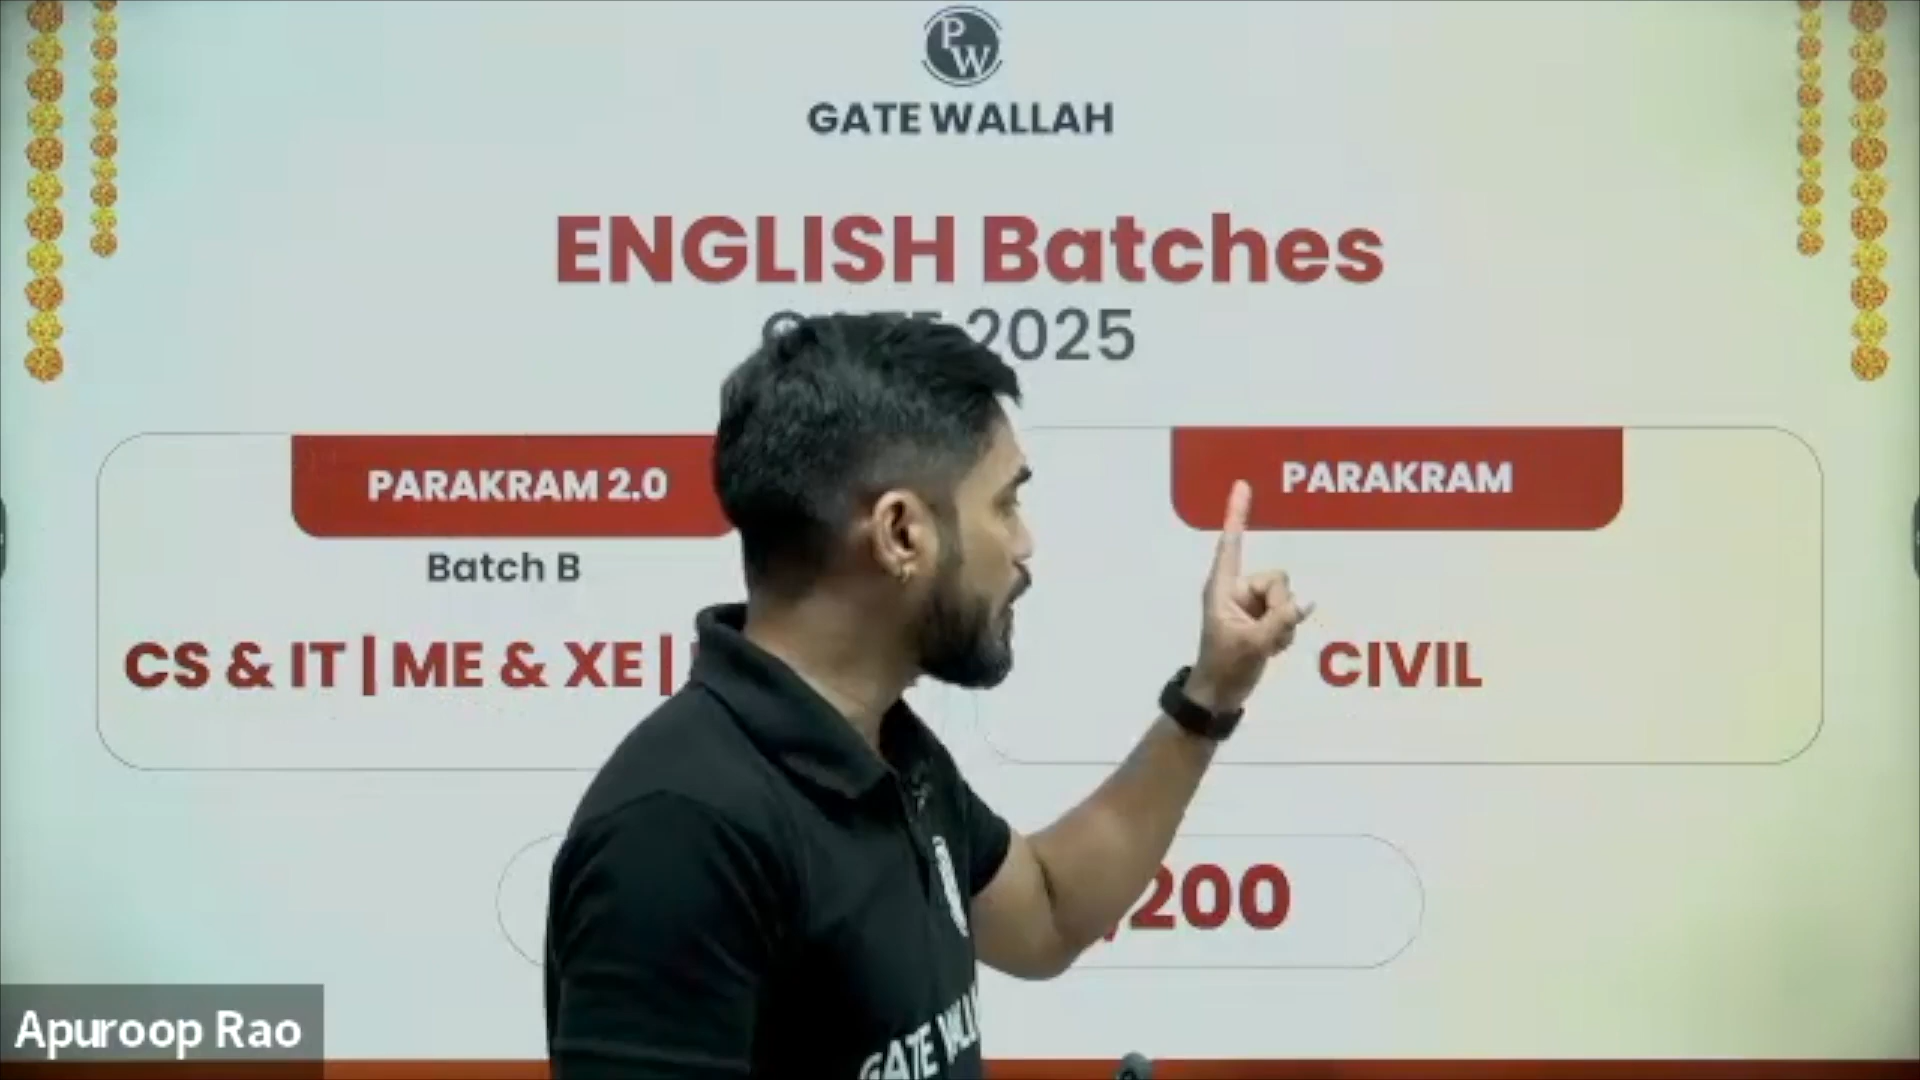 PW
GATE WALLAH
ENGLISH Batches
2025
PARAKRAM 2.0
PARAKRAM
Batch B
CS & IT | ME & XE |
CIVIL
,200
Apuroop Rao
GATE